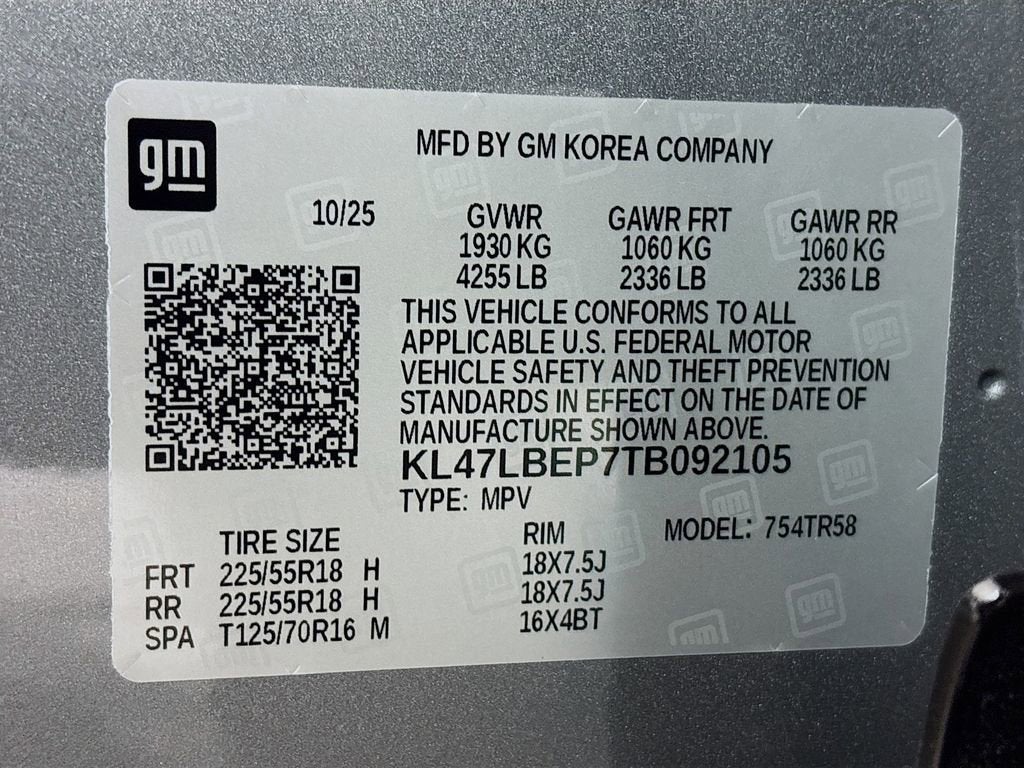 gm
MFD BY GM KOREA COMPANY
10/25
GVWR GAWR FRT GAWR RR
1930 KG 1060 KG 1060 KG
4255 LB 2336 LB 2336 LB
THIS VEHICLE CONFORMS TO ALL
APPLICABLE U.S. FEDERAL MOTOR
VEHICLE SAFETY AND THEFT PREVENTION
STANDARDS IN EFFECT ON THE DATE OF
MANUFACTURE SHOWN ABOVE.
KL47LBEP7TB092105
TYPE: MPV
MODEL: 754TR58
TIRE SIZE RIM
FRT 225/55R18 H 18X7.5J
RR 225/55R18 H 18X7.5J
SPA T125/70R16 M 16X4BT